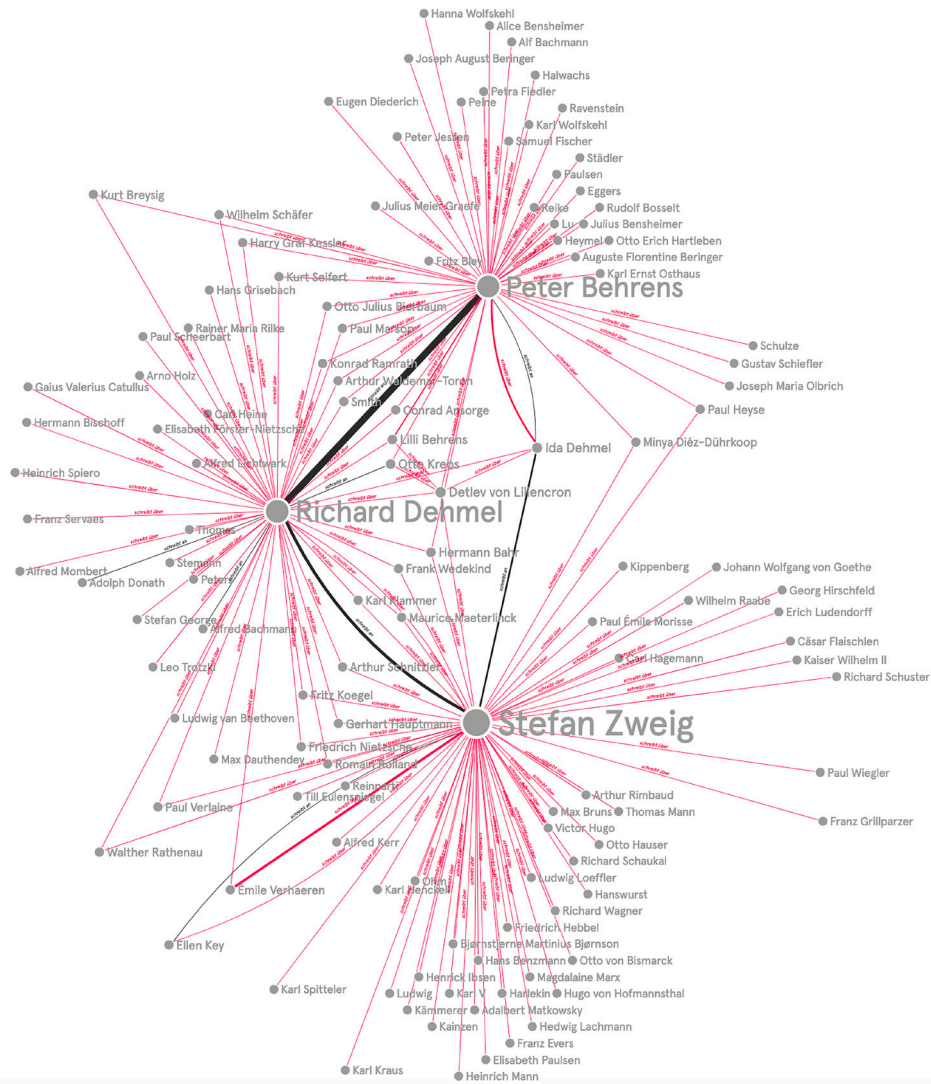 Hanna Wolfskehl
Alice Bensheimer
Alf Bachmann
Joseph August Beringer
Halwachs
Petra Fiedler
Eugen Diederich
Peine
Ravenstein
Karl Wolfskehl
Peter Jessen
Samuel Fischer
Städler
Paulsen
Eggers
Kurt Breysig
Julius Meier-Graefe
Reike
Rudolf Bosselt
Wilhelm Schäfer
Lu
Julius Bensheimer
Harry Graf Kessler
Heymel
Otto Erich Hartleben
Fritz Bley
Auguste Florentine Beringer
Kurt Seifert
Karl Ernst Osthaus
Hans Grisebach
Peter Behrens
Otto Julius Bierbaum
Rainer Maria Rilke
Paul Marsop
Paul Scheerbart
Schulze
Konrad Ramrath
Gustav Schiefler
Arno Holz
Arthur Waldemar-Toran
Joseph Maria Olbrich
Gaius Valerius Catullus
Smith
Carl Heine
Conrad Ansorge
Paul Heyse
Hermann Bischoff
Elisabeth Förster-Nietzsche
Lilli Behrens
Minya Diéz-Dührkoop
Ida Dehmel
Alfred Lichtwark
Otto Krebs
Heinrich Spiero
Detlev von Liliencron
Richard Dehmel
Franz Servaes
Thomas
Hermann Bahr
Stemann
Frank Wedekind
Kippenberg
Johann Wolfgang von Goethe
Alfred Mombert
Peters
Adolph Donath
Georg Hirschfeld
Karl Klammer
Wilhelm Raabe
Erich Ludendorff
Stefan George
Maurice Maeterlinck
Paul Émile Morisse
Alfred Bachmann
Cäsar Flaischlen
Carl Hagemann
Kaiser Wilhelm II
Leo Trotzki
Arthur Schnitzler
Richard Schuster
Fritz Koegel
Ludwig van Beethoven
Gerhart Hauptmann
Stefan Zweig
Friedrich Nietzsche
Max Dauthendey
Romain Rolland
Paul Wiegler
Till Eulenspiegel
Arthur Rimbaud
Paul Verlaine
Max Bruns
Thomas Mann
Franz Grillparzer
Victor Hugo
Alfred Kerr
Otto Hauser
Walther Rathenau
Richard Schaukal
Ludwig Loeffler
Ohm
Emile Verhaeren
Karl Henckell
Hanswurst
Richard Wagner
Friedrich Hebbel
Ellen Key
Bjørnstjerne Martinius Bjørnson
Hans Benzmann
Otto von Bismarck
Henrick Ibsen
Magdalaine Marx
Karl Spitteler
Ludwig
Karl V
Harlekin
Hugo von Hofmannsthal
Kämmerer
Adalbert Matkowsky
Kainzen
Hedwig Lachmann
Franz Evers
Elisabeth Paulsen
Karl Kraus
Heinrich Mann
schreibt über
schreibt an